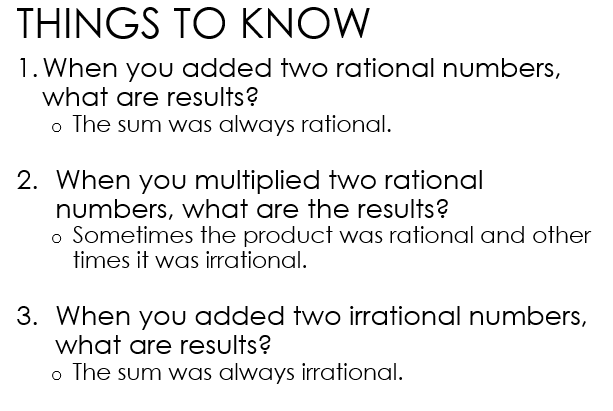 THINGS TO KNOW
1. When you added two rational numbers,
what are results?
o The sum was always rational.
2. When you multiplied two rational
numbers, what are the results?
o Sometimes the product was rational and other
times it was irrational.
3. When you added two irrational numbers,
what are results?
o The sum was always irrational.